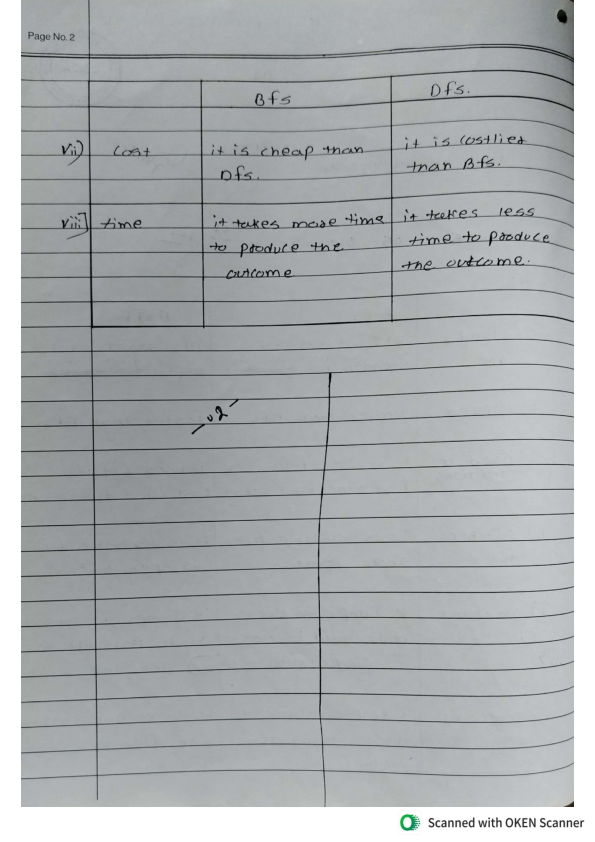 Page No. 2
Bfs Dfs.
vii) Cost it is cheap than it is costlier
Dfs. than Bfs.
viii] time it takes more time it takes less
to produce the time to produce
outcome the outcome.
02
Scanned with OKEN Scanner